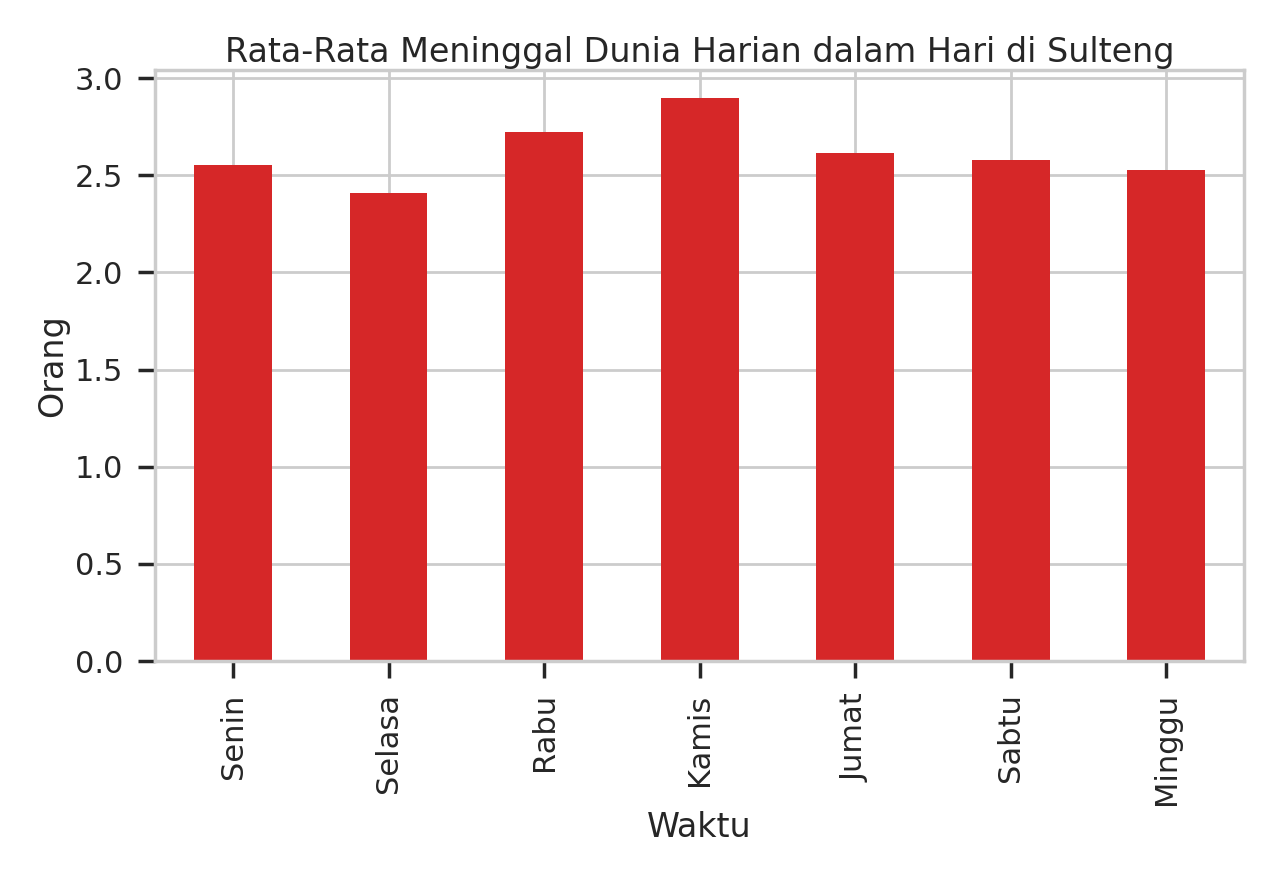 Rata-Rata Meninggal Dunia Harian dalam Hari di Sulteng
3.0
2.5
2.0
1.5
1.0
0.5
0.0
Orang
Senin
Selasa
Rabu
Kamis
Jumat
Sabtu
Minggu
Waktu